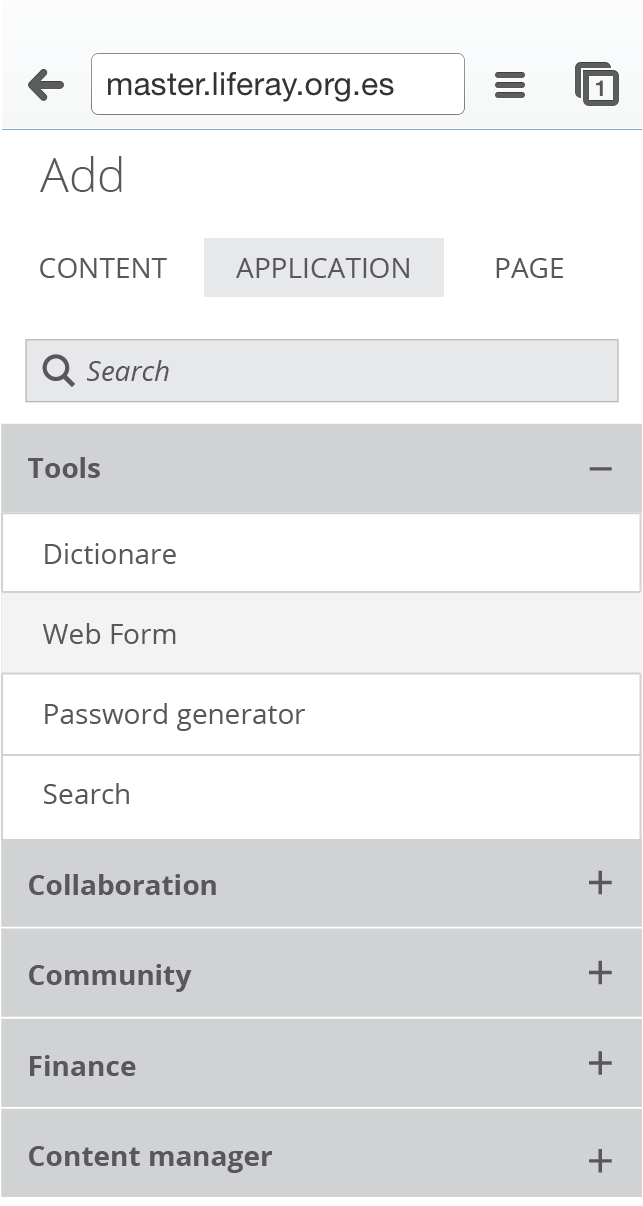 master.liferay.org.es
1
Add
CONTENT APPLICATION PAGE
Search
Tools
Dictionare
Web Form
Password generator
Search
Collaboration
Community
Finance
Content manager